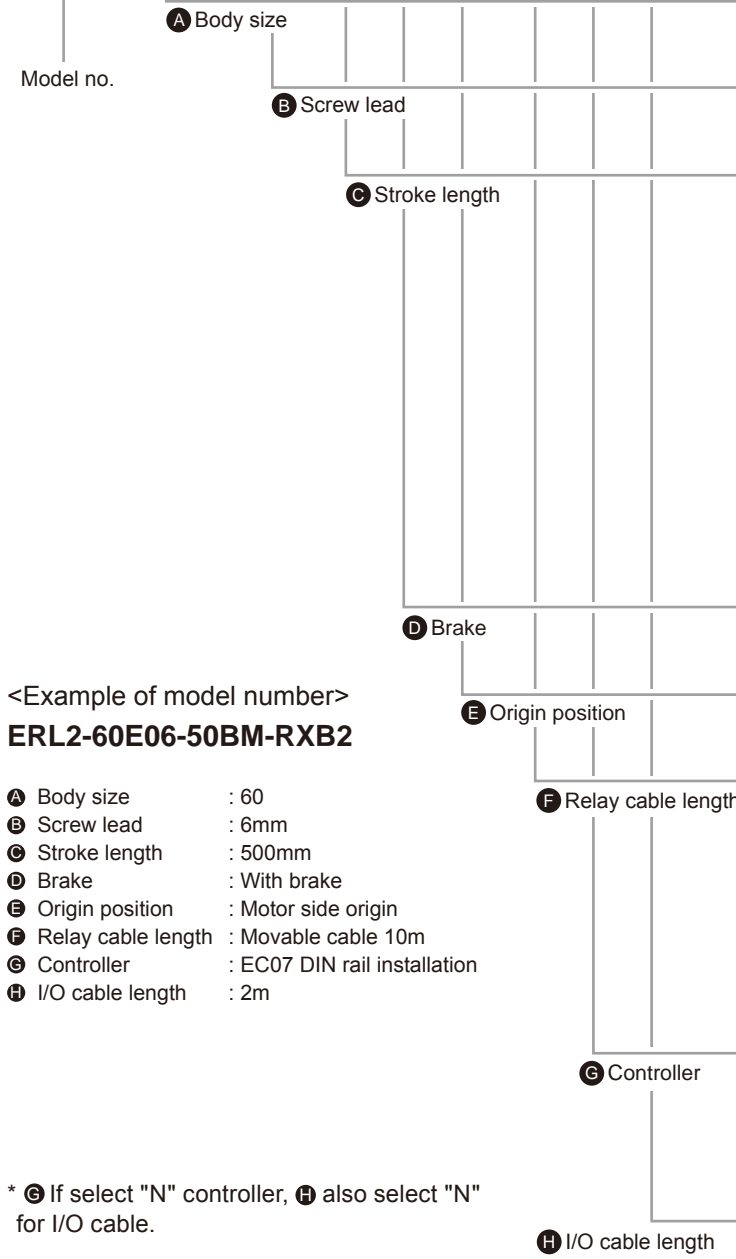 A Body size
Model no.
B Screw lead
C Stroke length
D Brake
<Example of model number>
E Origin position
ERL2-60E06-50BM-RXB2
A Body size : 60
F Relay cable length
B Screw lead : 6mm
C Stroke length : 500mm
D Brake : With brake
E Origin position : Motor side origin
F Relay cable length : Movable cable 10m
G Controller : EC07 DIN rail installation
H I/O cable length : 2m
G Controller
* G If select "N" controller, H also select "N"
for I/O cable.
H I/O cable length